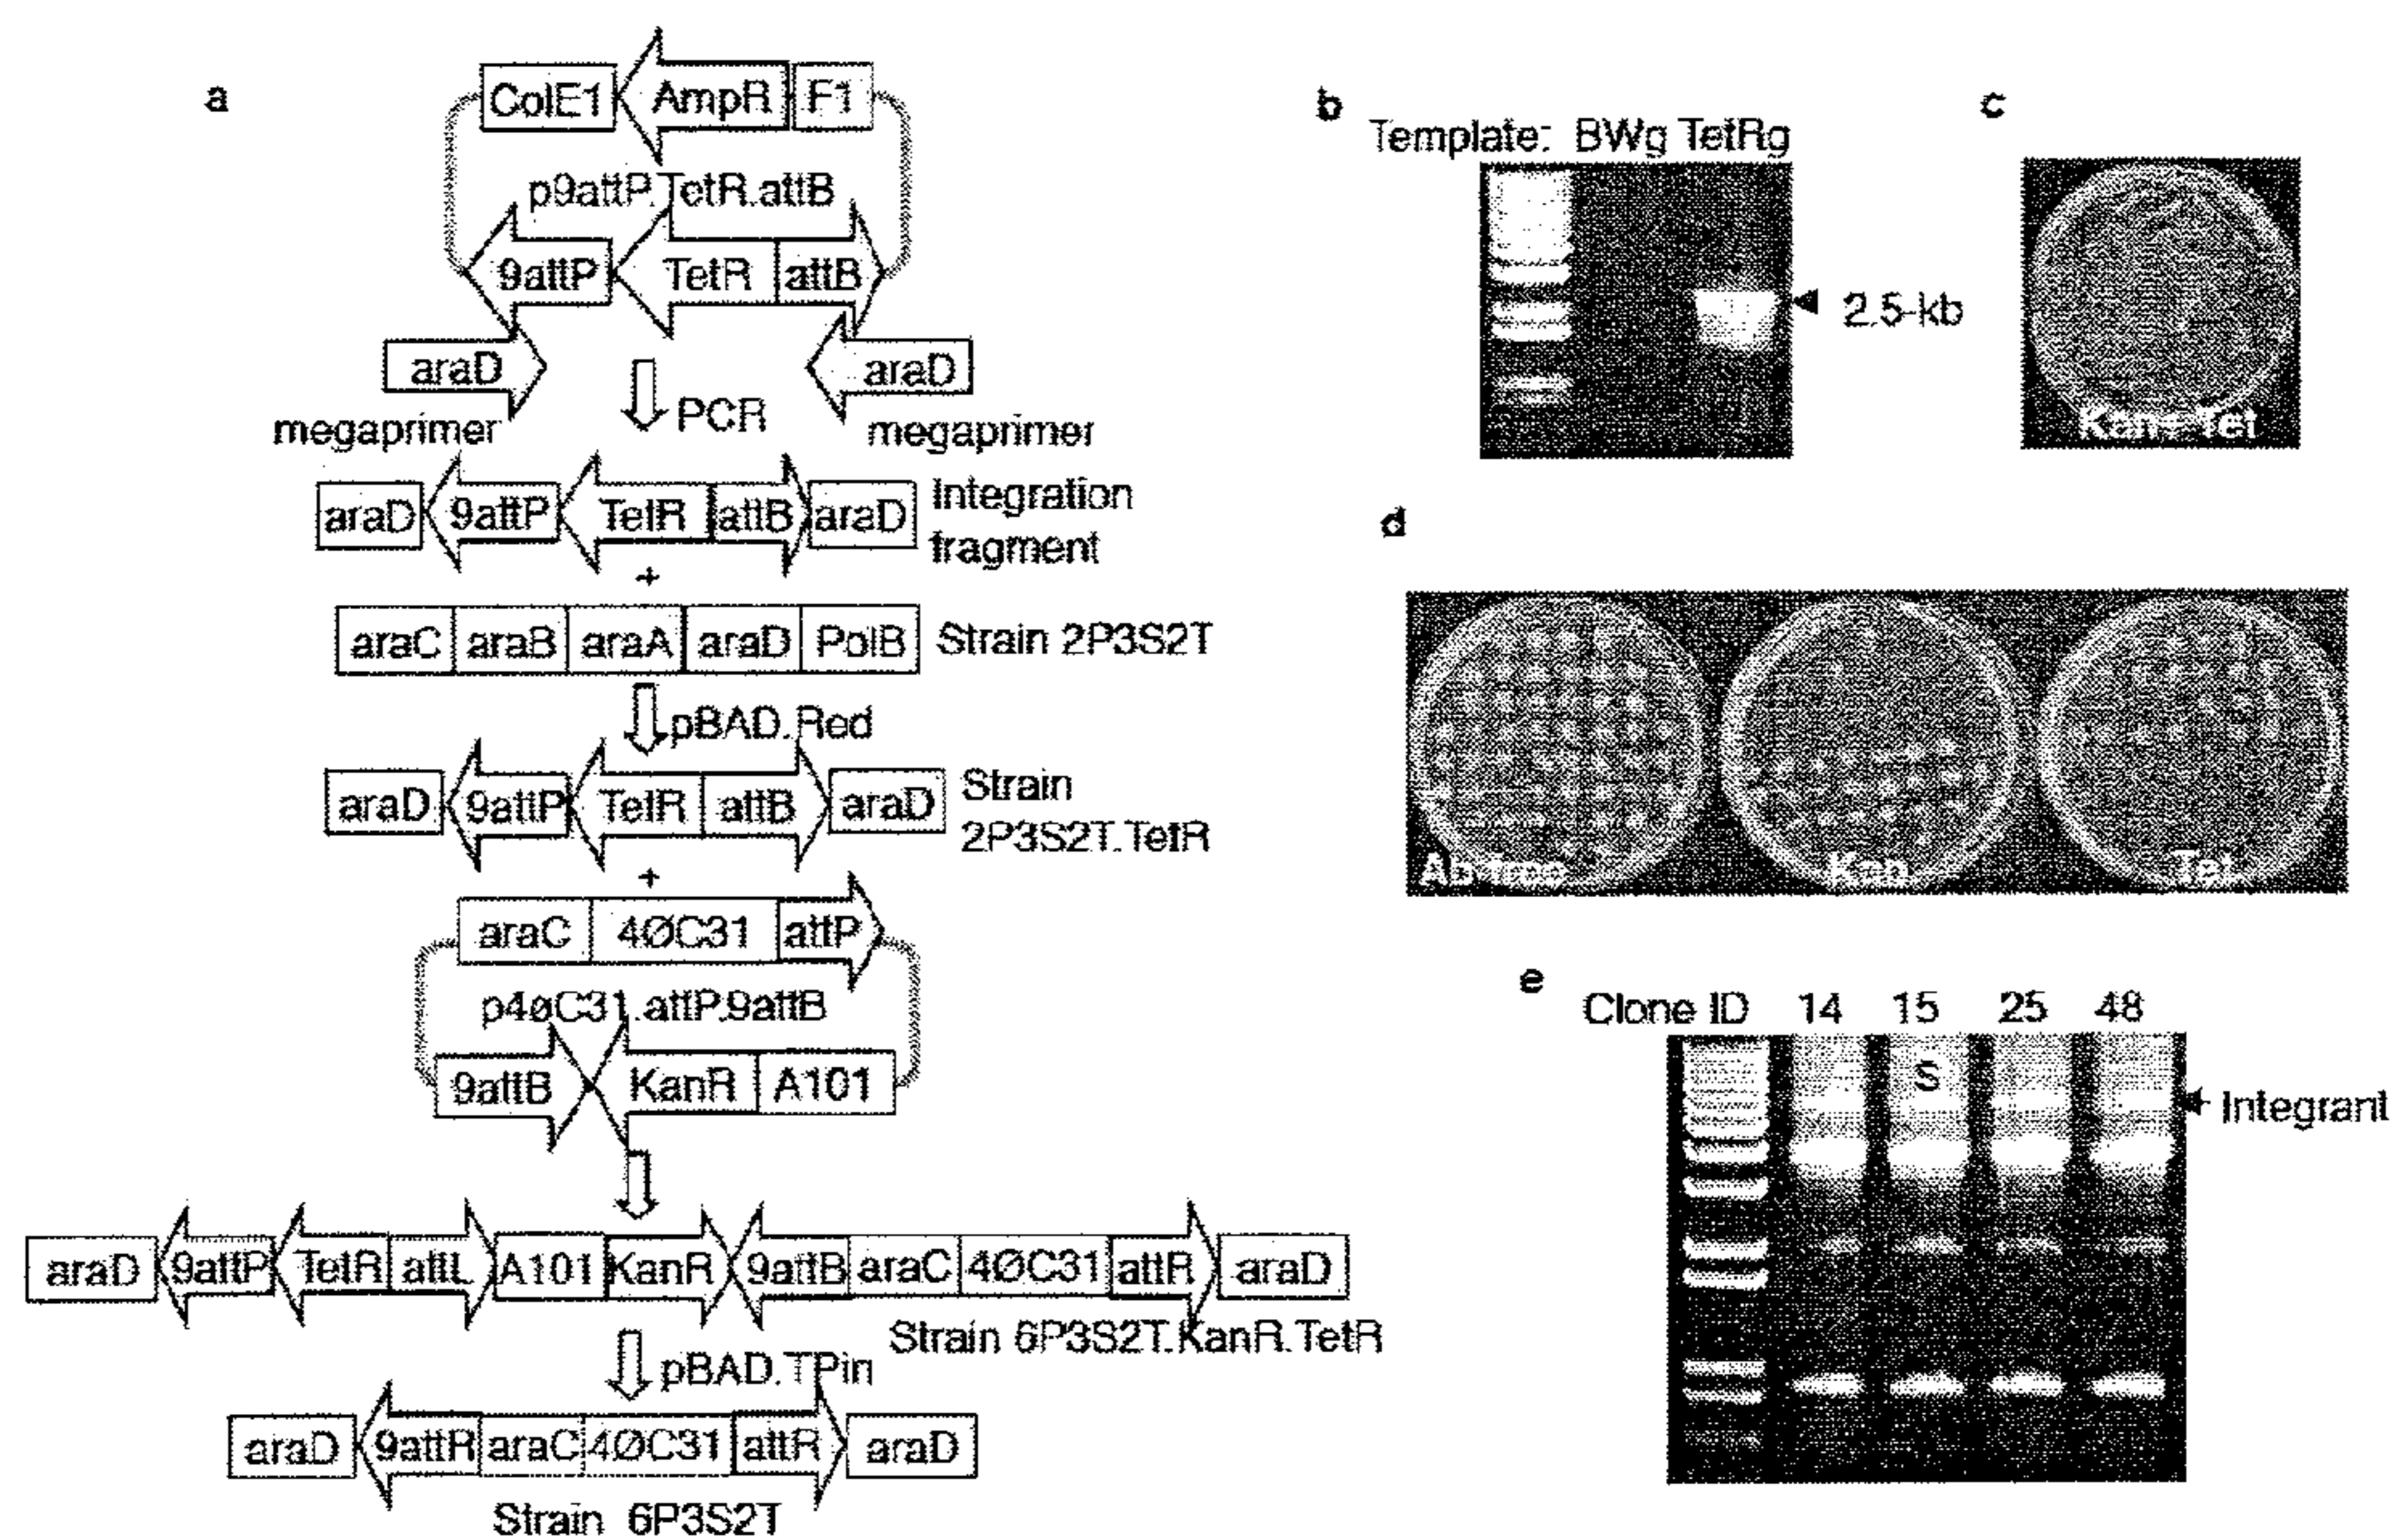 a
ColE1 AmpR F1
p9attP.TetR.attB
9attP TetR attB
araD araD
PCR
megaprimer megaprimer
araD 9attP TetR attB araD
Integration
fragment
+
araC araB araA araD PolB Strain 2P3S2T
pBAD.Red
araD 9attP TetR attB araD
Strain
2P3S2T.TetR
+
araC 4ØC31 attP
p4øC31.attP.9attB
9attB KanR A101
araD 9attP TetR attL A101 KanR 9attB araC 4ØC31 attR araD
Strain 6P3S2T.KanR.TetR
pBAD.TPin
araD 9attR araC 4ØC31 attR araD
Strain 6P3S2T
b
Template: BWg TetRg
2.5-kb
c
Kan+Tet
d
Ab-free Kan Tet
e
Clone ID 14 15 25 48
S
Integrant